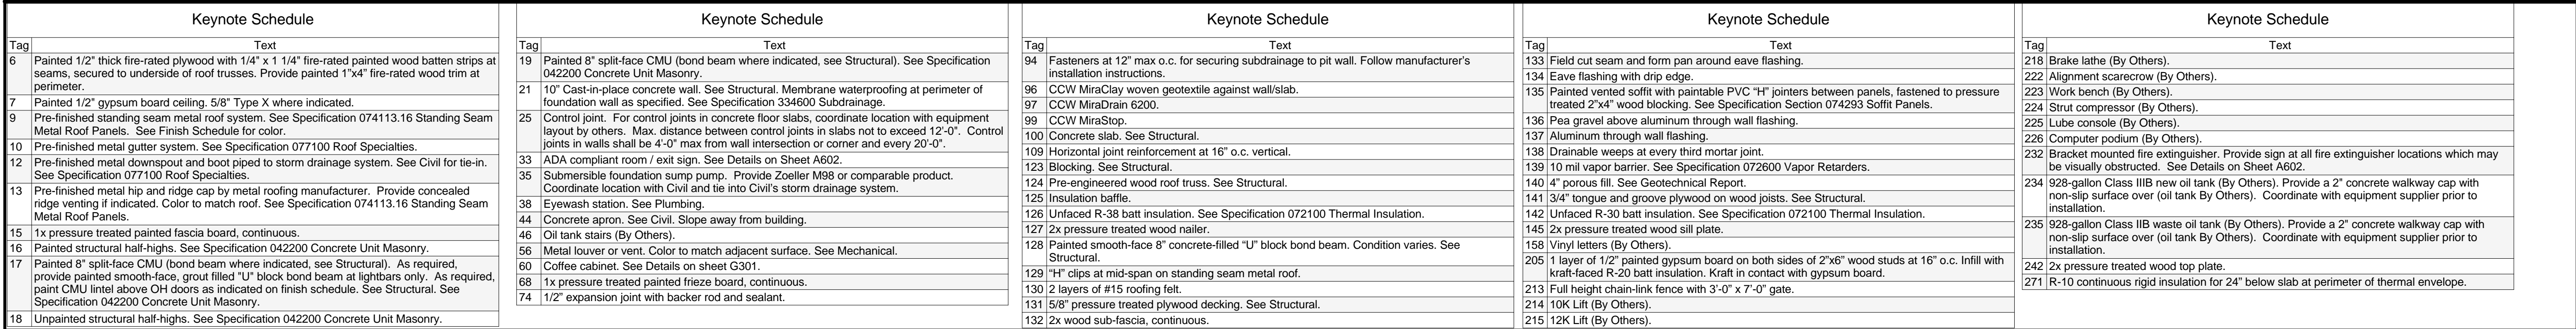 Keynote Schedule
Tag Text
6 Painted 1/2" thick fire-rated plywood with 1/4" x 1 1/4" fire-rated painted wood batten strips at
seams, secured to underside of roof trusses. Provide painted 1"x4" fire-rated wood trim at
perimeter.
7 Painted 1/2" gypsum board ceiling. 5/8" Type X where indicated.
9 Pre-finished standing seam metal roof system. See Specification 074113.16 Standing Seam
Metal Roof Panels. See Finish Schedule for color.
10 Pre-finished metal gutter system. See Specification 077100 Roof Specialties.
12 Pre-finished metal downspout and boot piped to storm drainage system. See Civil for tie-in.
See Specification 077100 Roof Specialties.
13 Pre-finished metal hip and ridge cap by metal roofing manufacturer. Provide concealed
ridge venting if indicated. Color to match roof. See Specification 074113.16 Standing Seam
Metal Roof Panels.
15 1x pressure treated painted fascia board, continuous.
16 Painted structural half-highs. See Specification 042200 Concrete Unit Masonry.
17 Painted 8" split-face CMU (bond beam where indicated, see Structural). As required,
provide painted smooth-face, grout filled "U" block bond beam at lightbars only. As required,
paint CMU lintel above OH doors as indicated on finish schedule. See Structural. See
Specification 042200 Concrete Unit Masonry.
18 Unpainted structural half-highs. See Specification 042200 Concrete Unit Masonry.
Keynote Schedule
Tag Text
19 Painted 8" split-face CMU (bond beam where indicated, see Structural). See Specification
042200 Concrete Unit Masonry.
21 10" Cast-in-place concrete wall. See Structural. Membrane waterproofing at perimeter of
foundation wall as specified. See Specification 334600 Subdrainage.
25 Control joint. For control joints in concrete floor slabs, coordinate location with equipment
layout by others. Max. distance between control joints in slabs not to exceed 12'-0". Control
joints in walls shall be 4'-0" max from wall intersection or corner and every 20'-0".
33 ADA compliant room / exit sign. See Details on Sheet A602.
35 Submersible foundation sump pump. Provide Zoeller M98 or comparable product.
Coordinate location with Civil and tie into Civil's storm drainage system.
38 Eyewash station. See Plumbing.
44 Concrete apron. See Civil. Slope away from building.
46 Oil tank stairs (By Others).
56 Metal louver or vent. Color to match adjacent surface. See Mechanical.
60 Coffee cabinet. See Details on sheet G301.
68 1x pressure treated painted frieze board, continuous.
74 1/2" expansion joint with backer rod and sealant.
Keynote Schedule
Tag Text
94 Fasteners at 12" max o.c. for securing subdrainage to pit wall. Follow manufacturer's
installation instructions.
96 CCW MiraClay woven geotextile against wall/slab.
97 CCW MiraDrain 6200.
99 CCW MiraStop.
100 Concrete slab. See Structural.
109 Horizontal joint reinforcement at 16" o.c. vertical.
123 Blocking. See Structural.
124 Pre-engineered wood roof truss. See Structural.
125 Insulation baffle.
126 Unfaced R-38 batt insulation. See Specification 072100 Thermal Insulation.
127 2x pressure treated wood nailer.
128 Painted smooth-face 8" concrete-filled "U" block bond beam. Condition varies. See
Structural.
129 "H" clips at mid-span on standing seam metal roof.
130 2 layers of #15 roofing felt.
131 5/8" pressure treated plywood decking. See Structural.
132 2x wood sub-fascia, continuous.
Keynote Schedule
Tag Text
133 Field cut seam and form pan around eave flashing.
134 Eave flashing with drip edge.
135 Painted vented soffit with paintable PVC "H" jointers between panels, fastened to pressure
treated 2"x4" wood blocking. See Specification Section 074293 Soffit Panels.
136 Pea gravel above aluminum through wall flashing.
137 Aluminum through wall flashing.
138 Drainable weeps at every third mortar joint.
139 10 mil vapor barrier. See Specification 072600 Vapor Retarders.
140 4" porous fill. See Geotechnical Report.
141 3/4" tongue and groove plywood on wood joists. See Structural.
142 Unfaced R-30 batt insulation. See Specification 072100 Thermal Insulation.
145 2x pressure treated wood sill plate.
158 Vinyl letters (By Others).
205 1 layer of 1/2" painted gypsum board on both sides of 2"x6" wood studs at 16" o.c. Infill with
kraft-faced R-20 batt insulation. Kraft in contact with gypsum board.
213 Full height chain-link fence with 3'-0" x 7'-0" gate.
214 10K Lift (By Others).
215 12K Lift (By Others).
Keynote Schedule
Tag Text
218 Brake lathe (By Others).
222 Alignment scarecrow (By Others).
223 Work bench (By Others).
224 Strut compressor (By Others).
225 Lube console (By Others).
226 Computer podium (By Others).
232 Bracket mounted fire extinguisher. Provide sign at all fire extinguisher locations which may
be visually obstructed. See Details on Sheet A602.
234 928-gallon Class IIIB new oil tank (By Others). Provide a 2" concrete walkway cap with
non-slip surface over (oil tank By Others). Coordinate with equipment supplier prior to
installation.
235 928-gallon Class IIB waste oil tank (By Others). Provide a 2" concrete walkway cap with
non-slip surface over (oil tank By Others). Coordinate with equipment supplier prior to
installation.
242 2x pressure treated wood top plate.
271 R-10 continuous rigid insulation for 24" below slab at perimeter of thermal envelope.